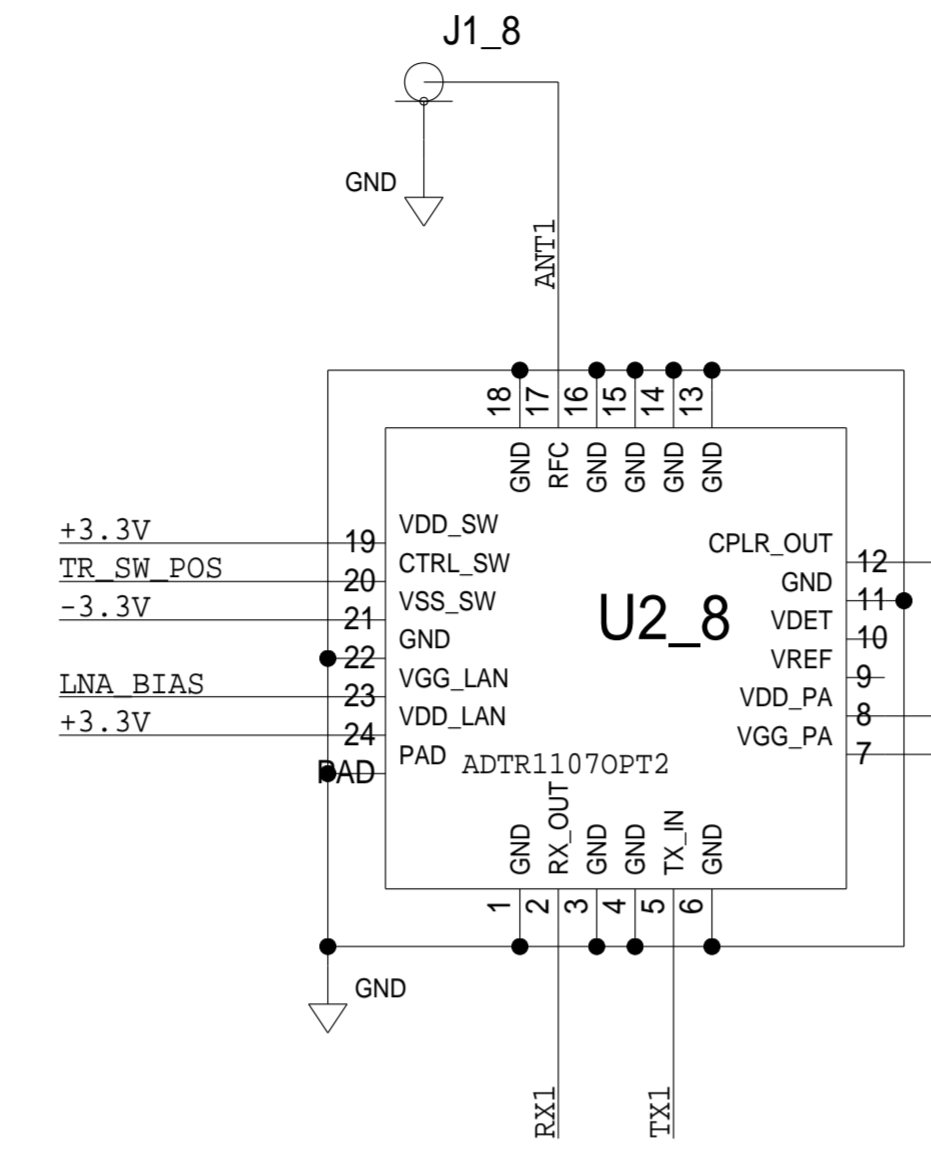 J1_8
GND
ANT1
18 17 16 15 14 13
GND RFC GND GND GND GND
+3.3V 19 VDD_SW
TR_SW_POS 20 CTRL_SW
-3.3V 21 VSS_SW
22 GND
LNA_BIAS 23 VGG_LAN
+3.3V 24 VDD_LAN
PAD PAD
CPLR_OUT 12
GND 11
VDET 10
VREF 9
VDD_PA 8
VGG_PA 7
U2_8
ADTR1107OPT2
GND RX_OUT GND GND TX_IN GND
1 2 3 4 5 6
GND
RX1 TX1